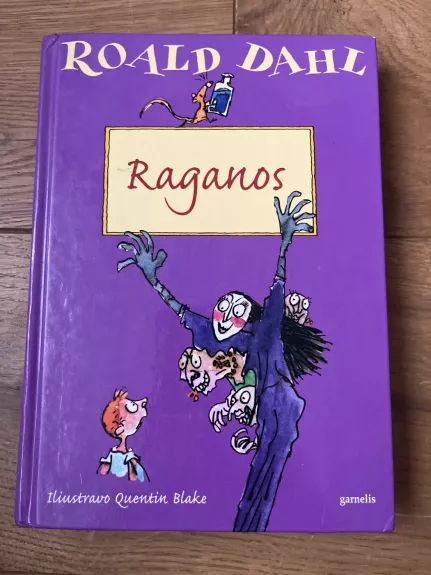 ROALD DAHL
Raganos
Iliustravo Quentin Blake
garnelis